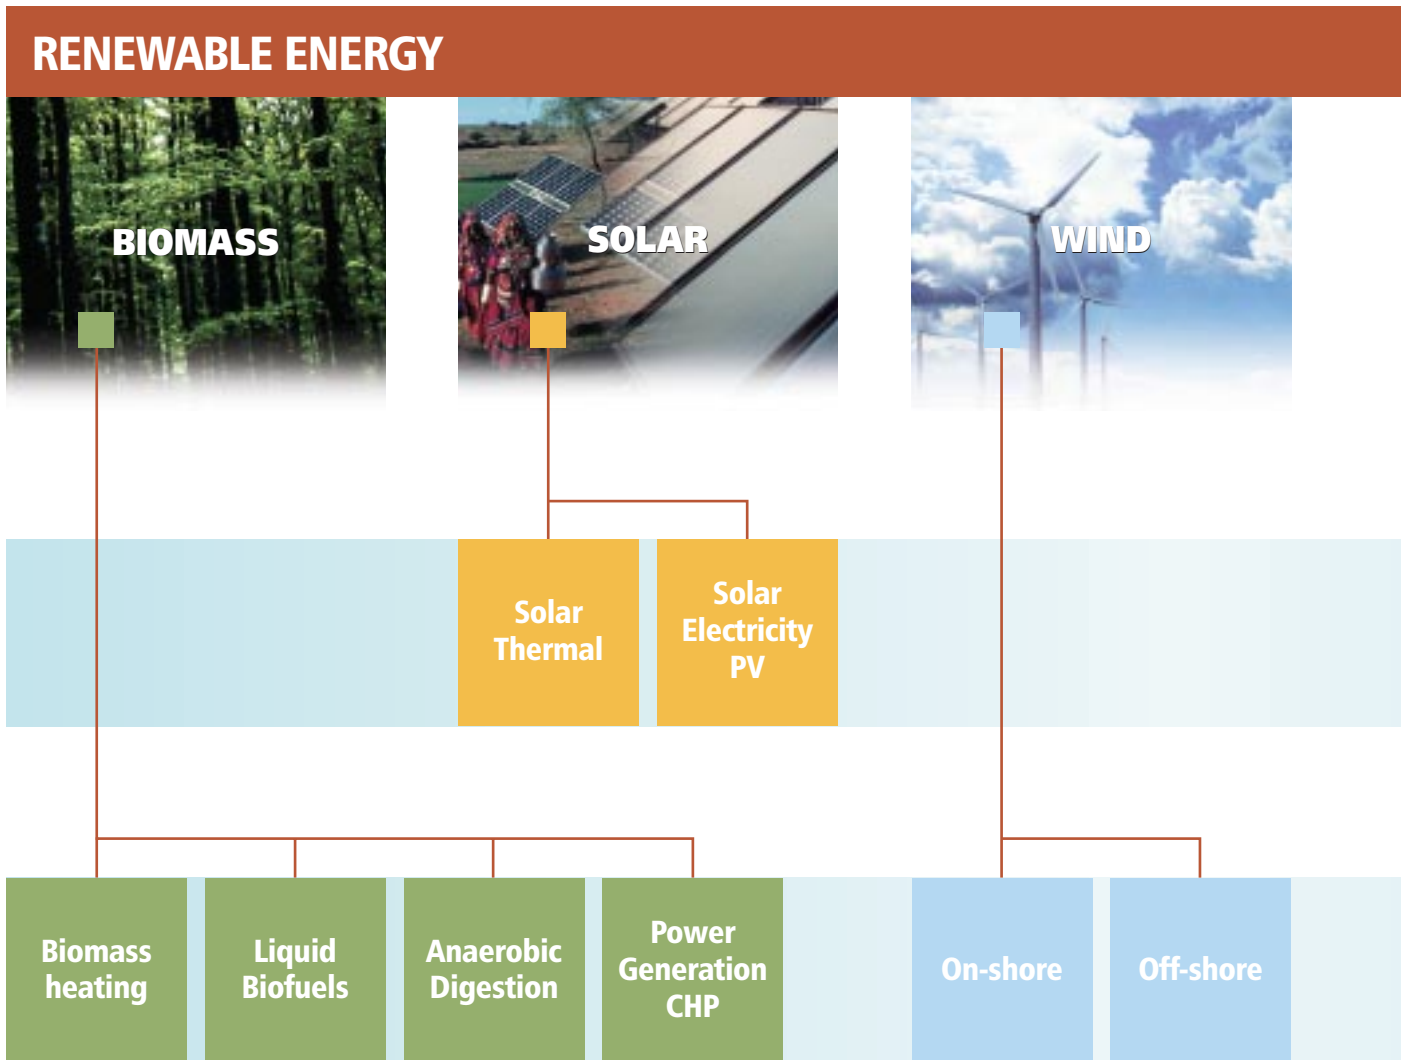 RENEWABLE ENERGY
BIOMASS
SOLAR
WIND
Solar
Thermal
Solar
Electricity
PV
Biomass
heating
Liquid
Biofuels
Anaerobic
Digestion
Power
Generation
CHP
On-shore
Off-shore